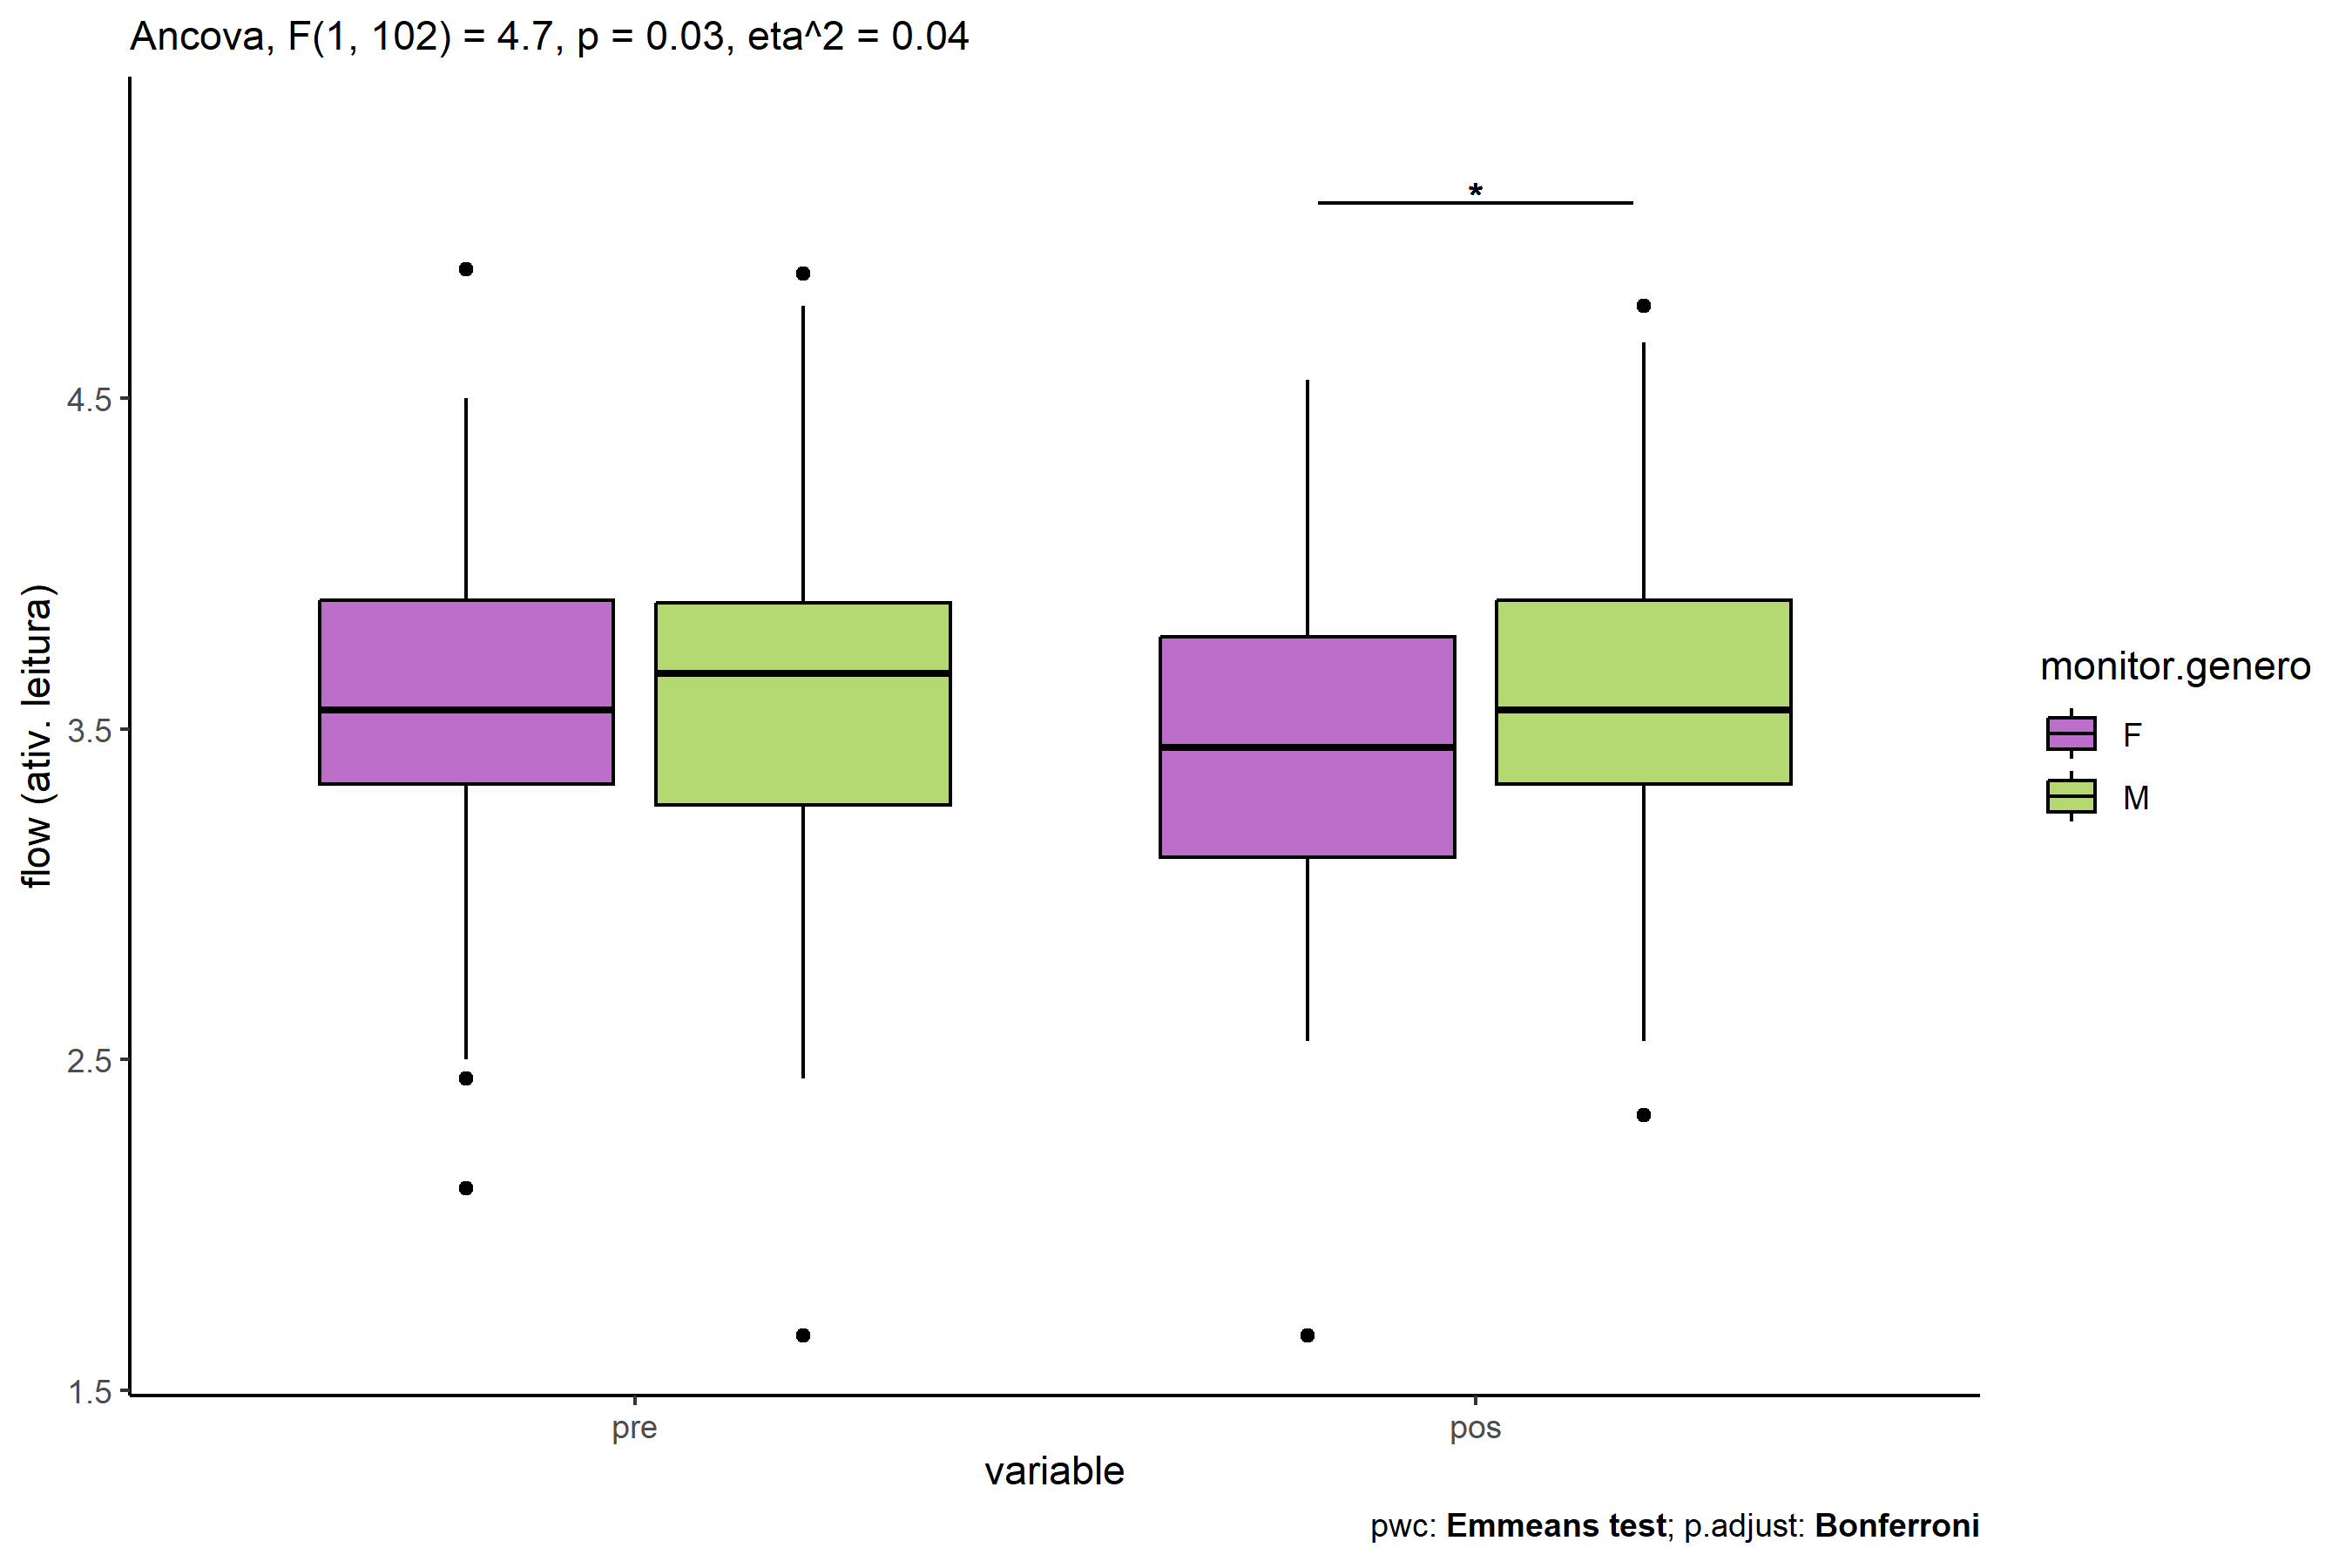 Ancova, F(1, 102) = 4.7, p = 0.03, eta^2 = 0.04
*
flow (ativ. leitura)
4.5
3.5
2.5
1.5
pre
pos
variable
monitor.genero
F
M
pwc: Emmeans test; p.adjust: Bonferroni